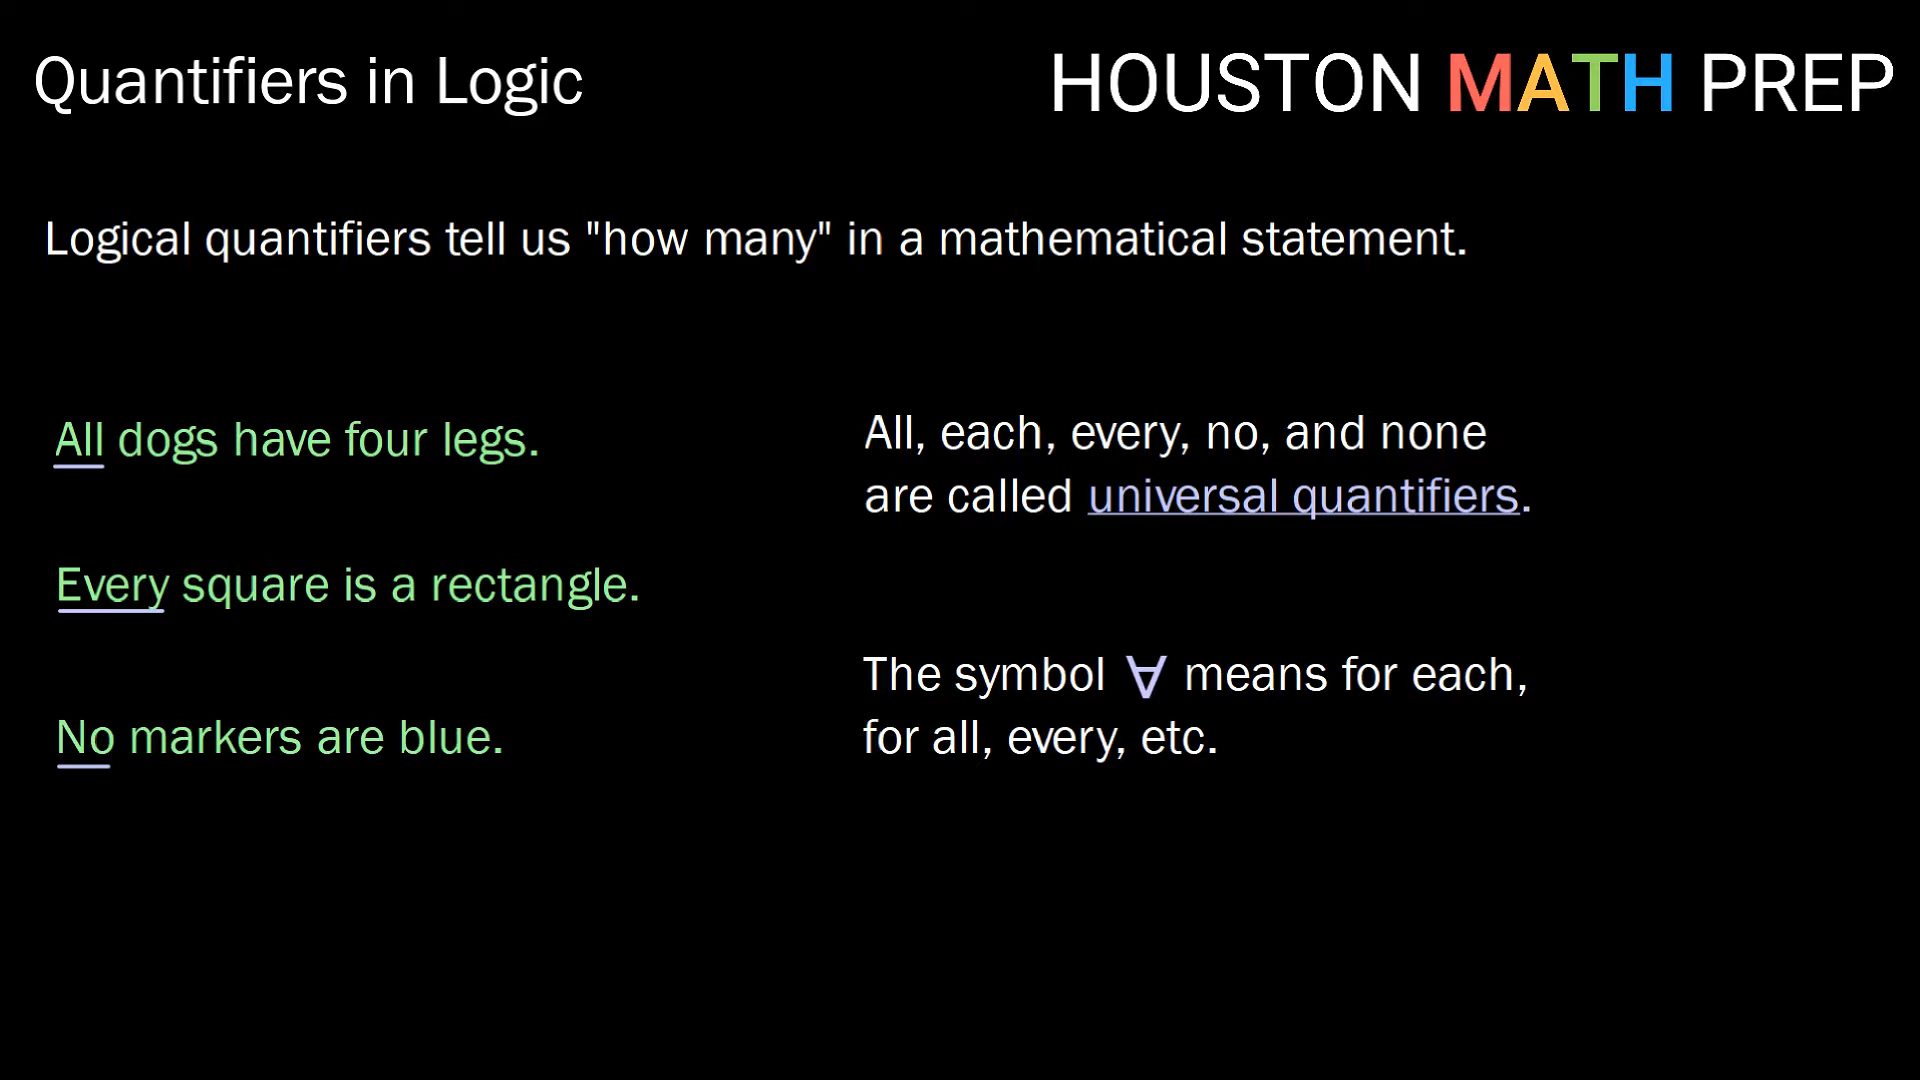 Quantifiers in Logic
HOUSTON MATH PREP
Logical quantifiers tell us "how many" in a mathematical statement.
All dogs have four legs.
Every square is a rectangle.
No markers are blue.
All, each, every, no, and none
are called universal quantifiers.
The symbol ∀ means for each,
for all, every, etc.